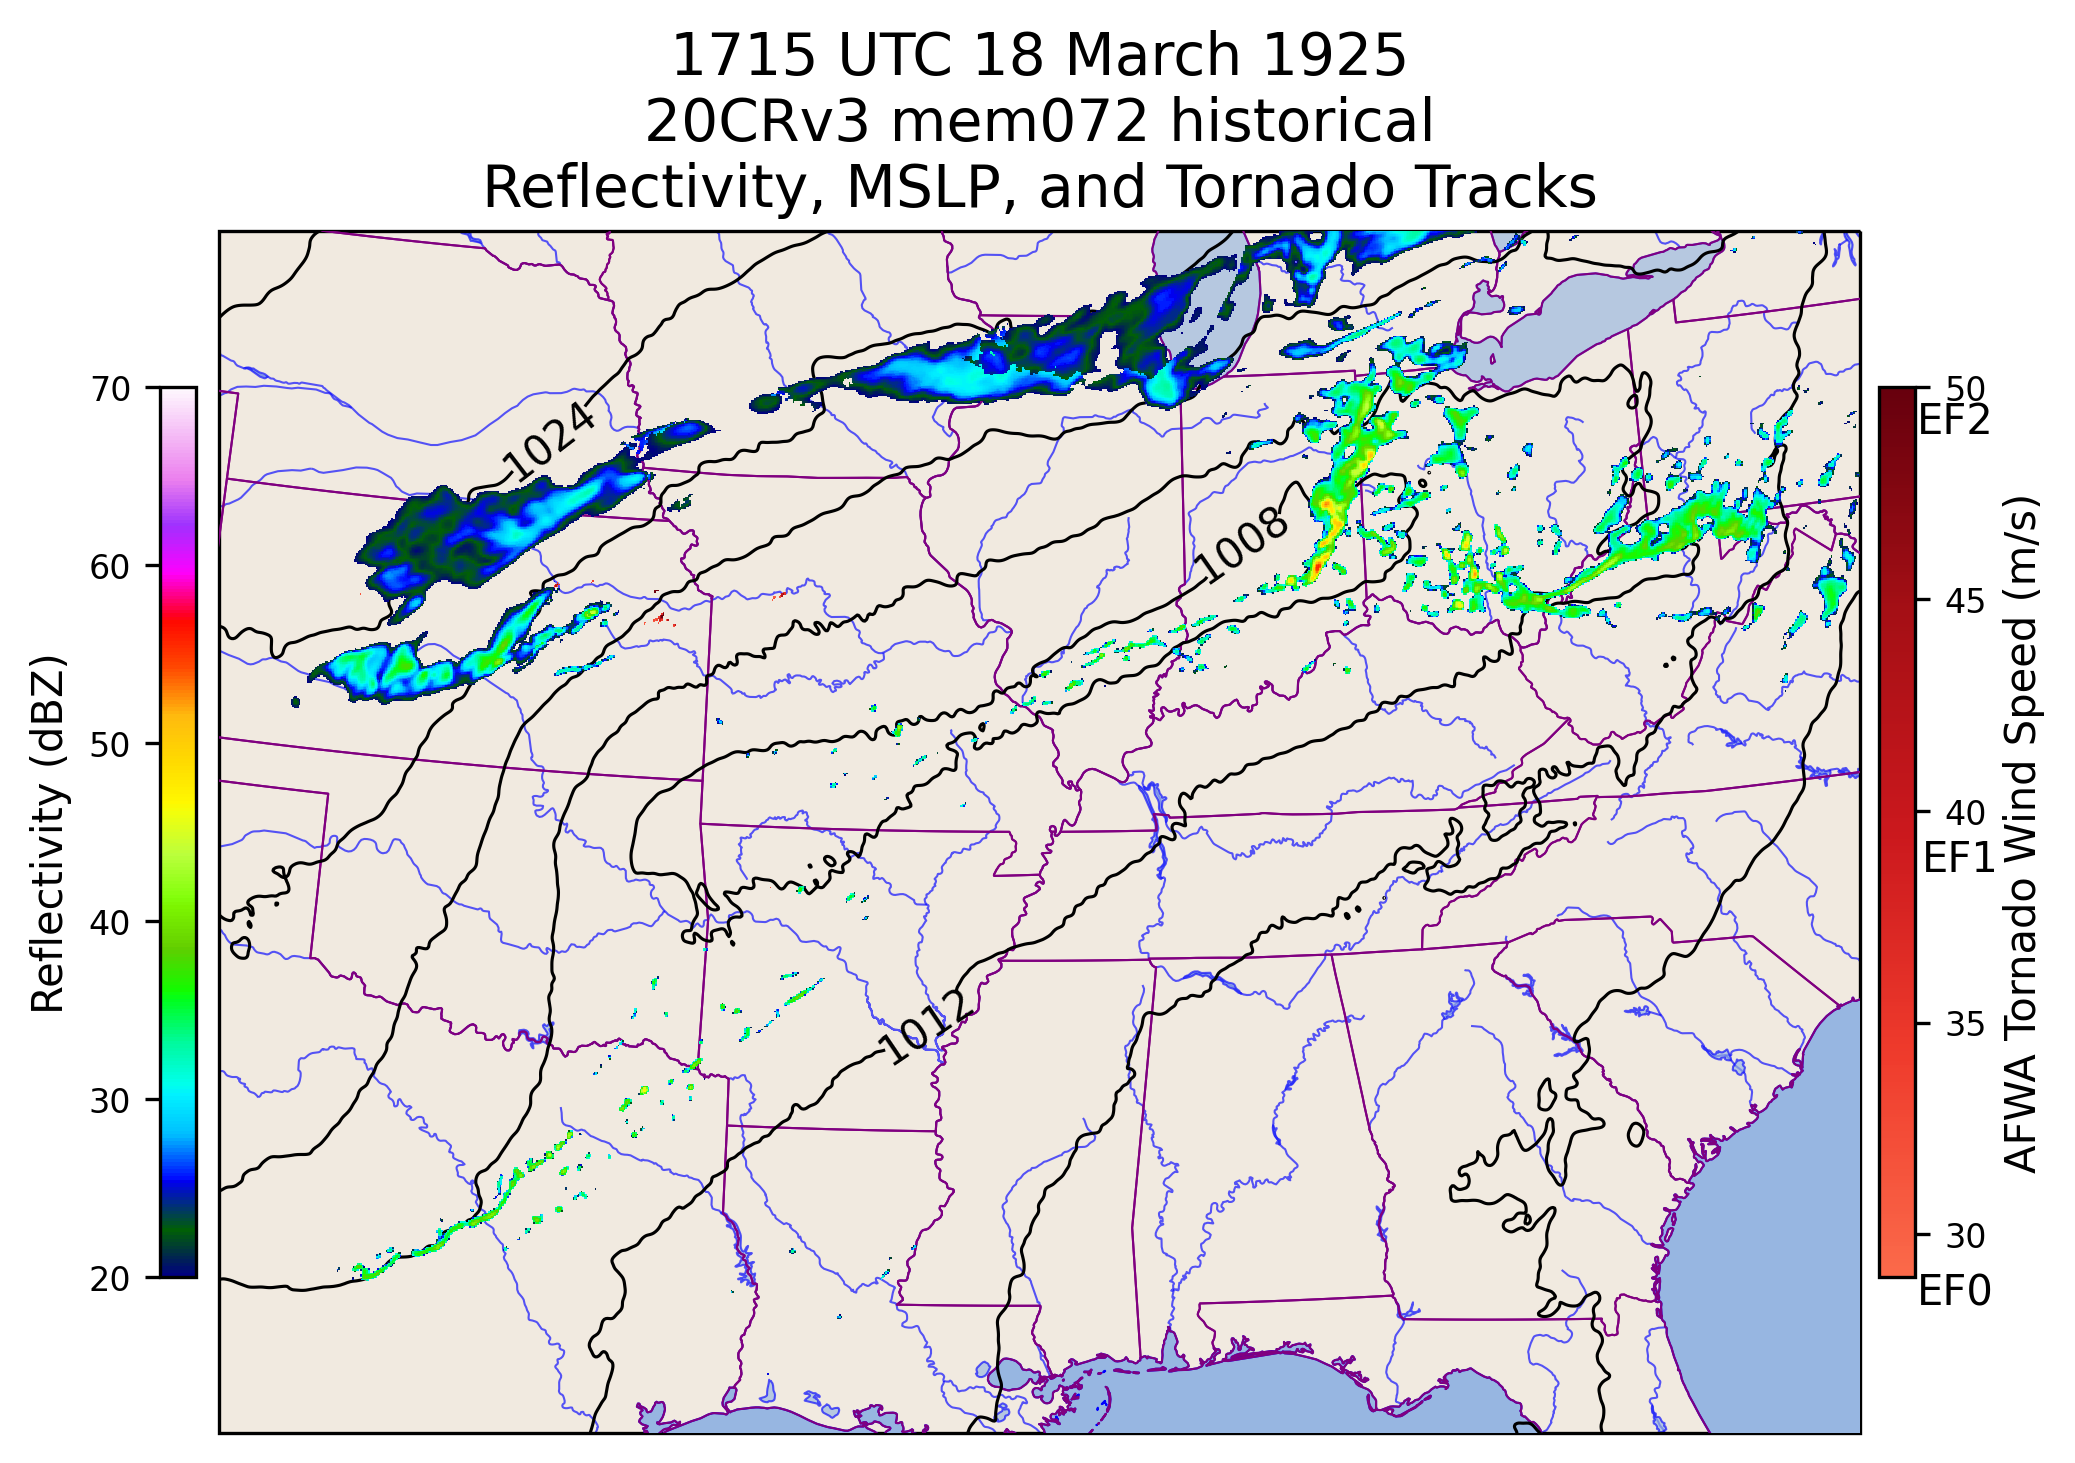 1715 UTC 18 March 1925
20CRv3 mem072 historical
Reflectivity, MSLP, and Tornado Tracks
Reflectivity (dBZ)
70
60
50
40
30
20
1024
1008
1012
50
EF2
45
40
EF1
35
30
EF0
AFWA Tornado Wind Speed (m/s)